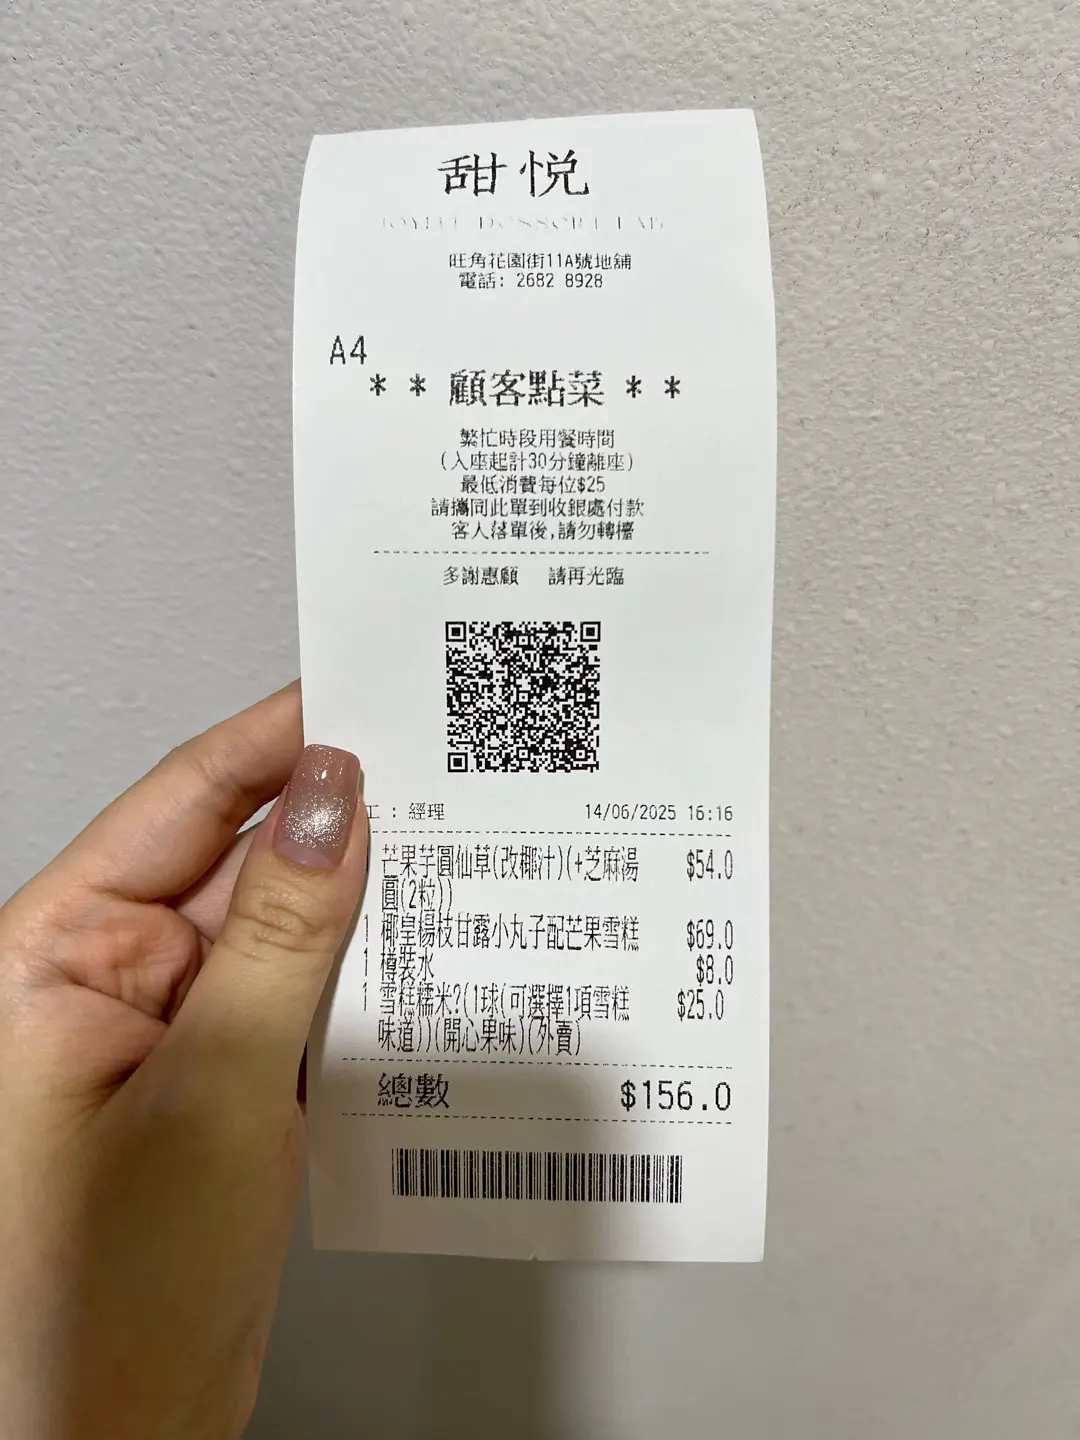 甜悦
旺角花園街11A號地舖
電話: 2682 8928
A4
** 顧客點菜 **
繁忙時段用餐時間
(入座起計30分鐘離座)
最低消費每位$25
請攜同此單到收銀處付款
客人落單後,請勿轉檯
多謝惠顧 請再光臨
工 : 經理 14/06/2025 16:16
芒果芋圓仙草(改椰汁)(+芝麻湯 $54.0
圓(2粒))
1 椰皇楊枝甘露小丸子配芒果雪糕 $69.0
1 樽裝水 $8.0
1 雪糕糯米?(1球(可選擇1項雪糕 $25.0
味道))(開心果味)(外賣)
總數 $156.0